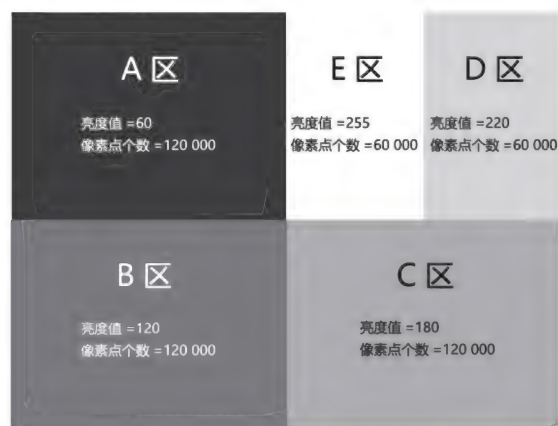 A 区
亮度值 =60
像素点个数 =120 000
E 区
亮度值 =255
像素点个数 =60 000
D 区
亮度值 =220
像素点个数 =60 000
B 区
亮度值 =120
像素点个数 =120 000
C 区
亮度值 =180
像素点个数 =120 000